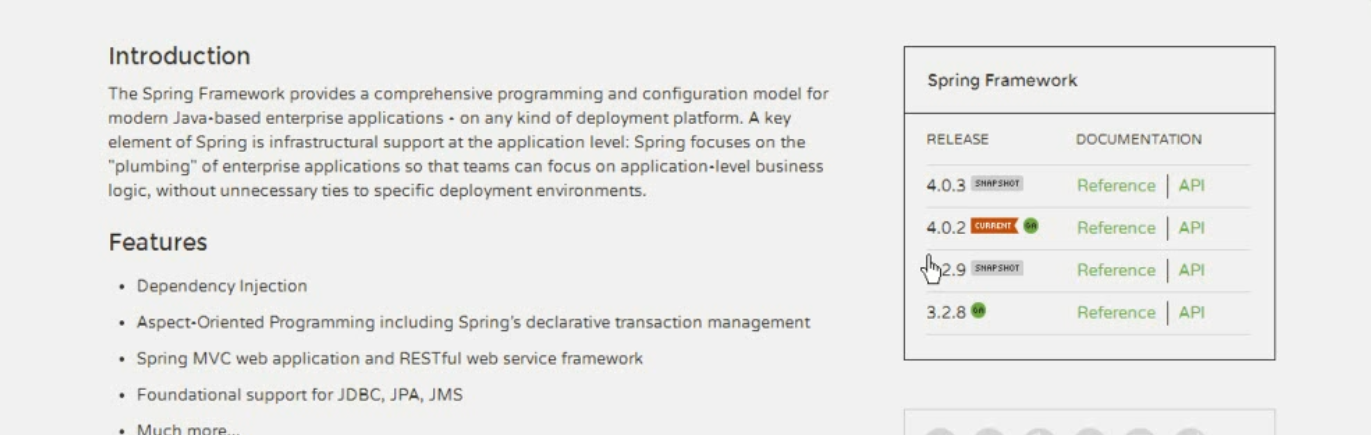 Introduction
The Spring Framework provides a comprehensive programming and configuration model for
modern Java-based enterprise applications - on any kind of deployment platform. A key
element of Spring is infrastructural support at the application level: Spring focuses on the
"plumbing" of enterprise applications so that teams can focus on application-level business
logic, without unnecessary ties to specific deployment environments.
Features
• Dependency Injection
• Aspect-Oriented Programming including Spring's declarative transaction management
• Spring MVC web application and RESTful web service framework
• Foundational support for JDBC, JPA, JMS
• Much more...
Spring Framework
RELEASE DOCUMENTATION
4.0.3 SNAPSHOT Reference | API
4.0.2 CURRENT GA Reference | API
.2.9 SNAPSHOT Reference | API
3.2.8 GA Reference | API